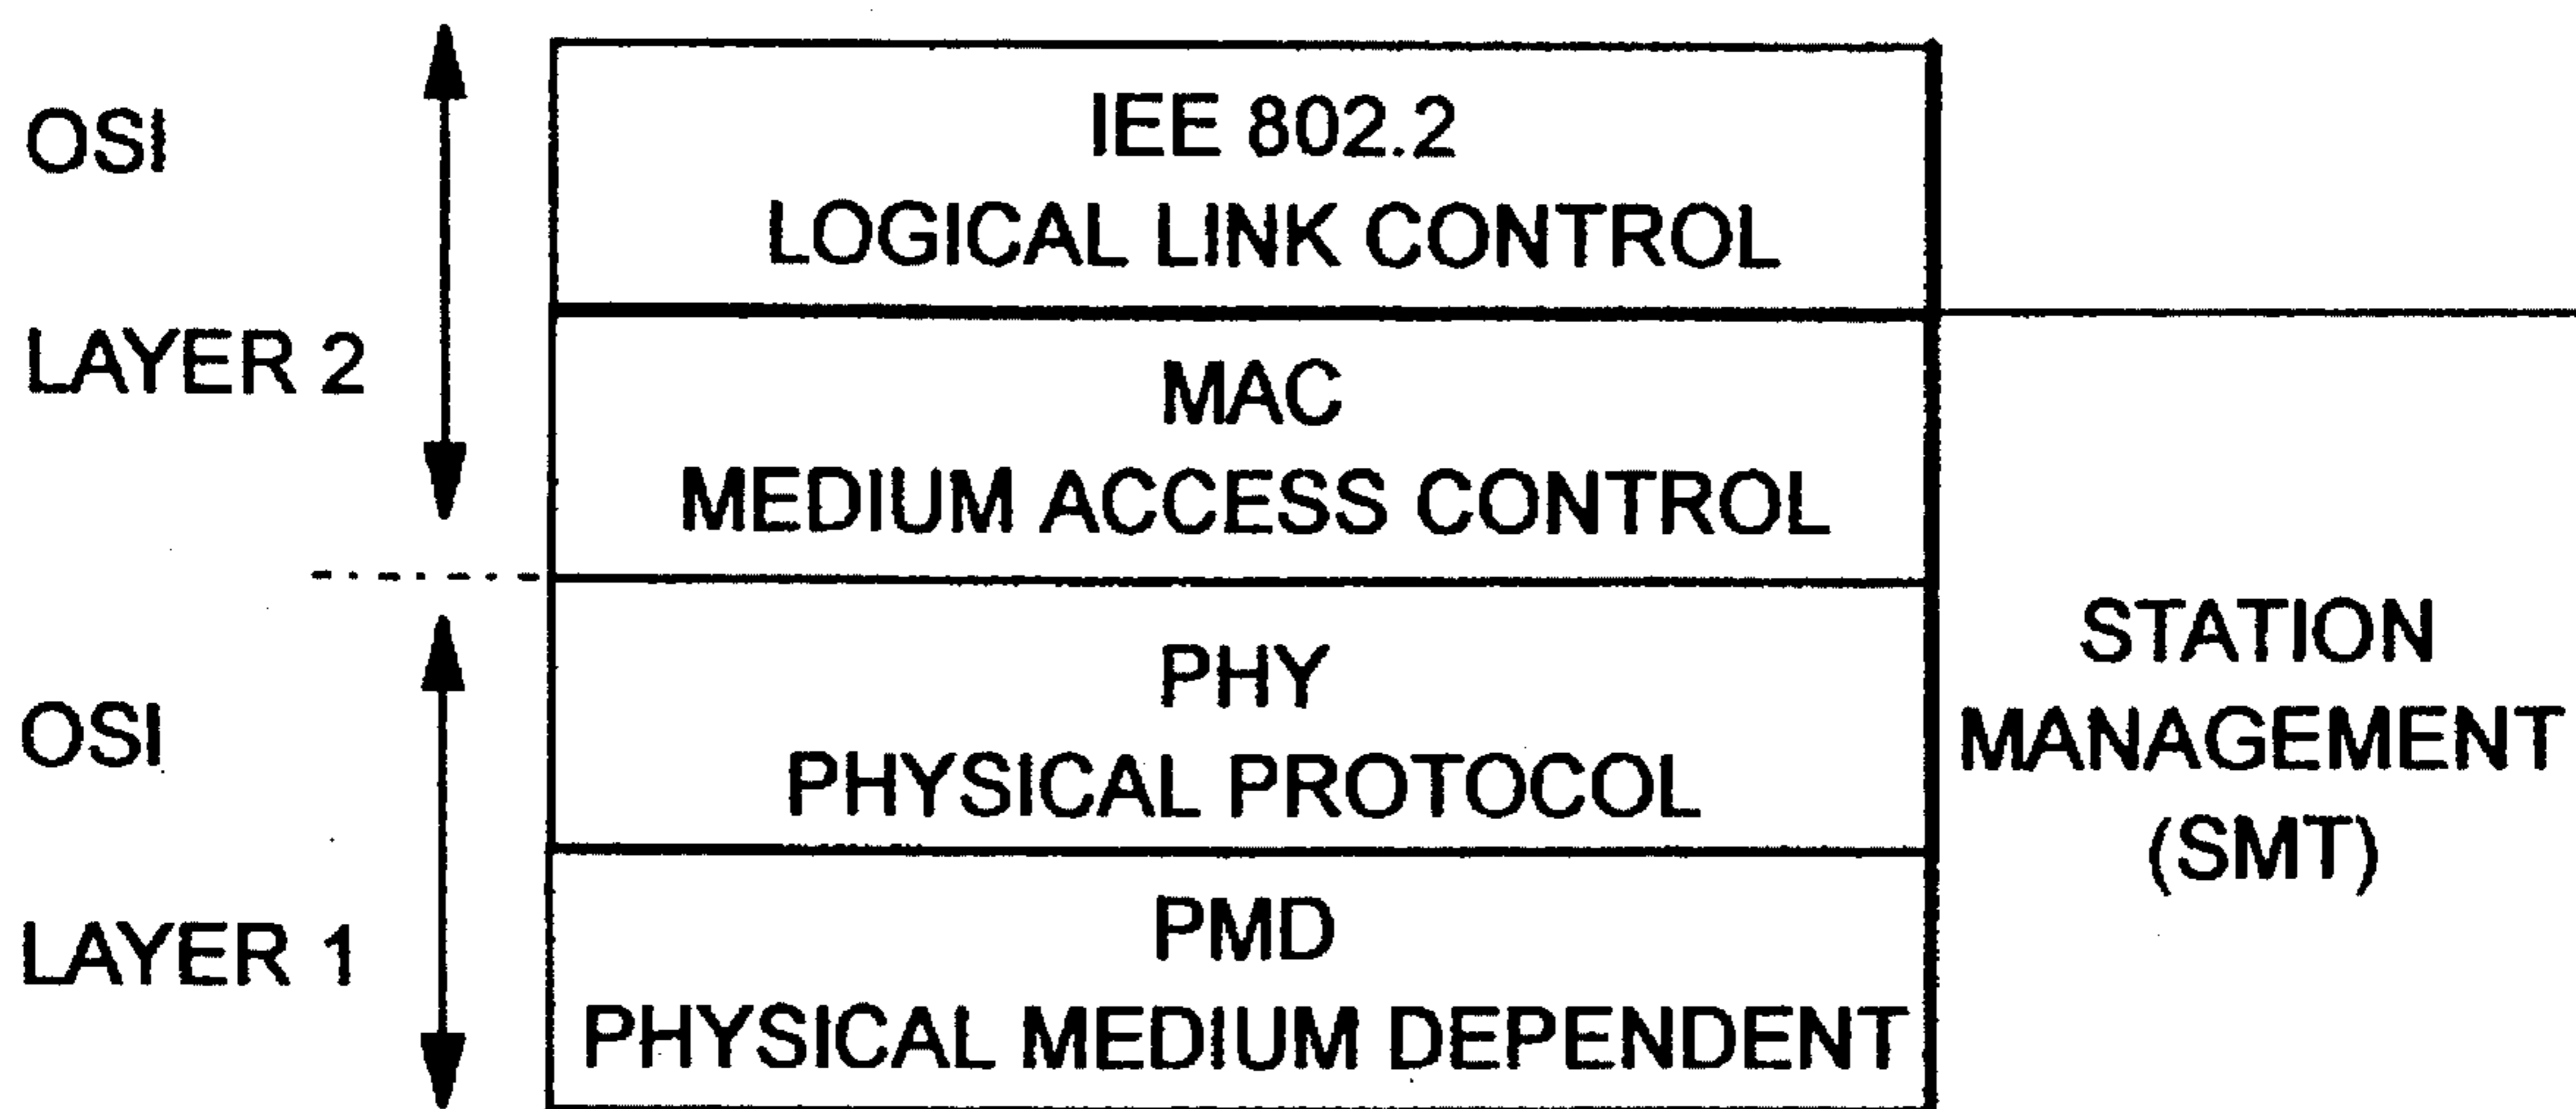 OSI
LAYER 2
IEE 802.2
LOGICAL LINK CONTROL
MAC
MEDIUM ACCESS CONTROL
OSI
LAYER 1
PHY
PHYSICAL PROTOCOL
PMD
PHYSICAL MEDIUM DEPENDENT
STATION
MANAGEMENT
(SMT)